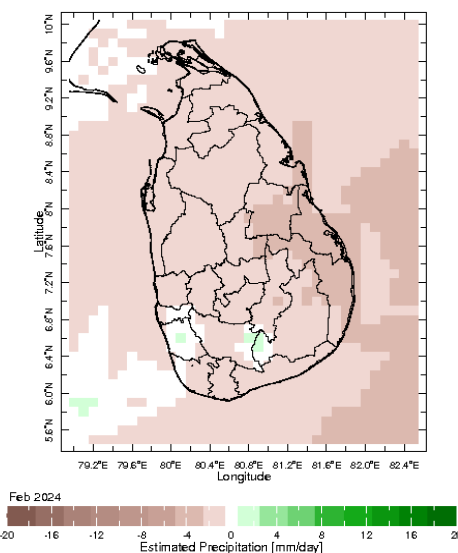 10°N
9.6°N
9.2°N
8.8°N
8.4°N
8°N
7.6°N
7.2°N
6.8°N
6.4°N
6.0°N
5.6°N
Latitude
79.2°E 79.6°E 80°E 80.4°E 80.8°E 81.2°E 81.6°E 82.0°E 82.4°E
Longitude
Feb 2024
-20 -16 -12 -8 -4 0 4 8 12 16 20
Estimated Precipitation [mm/day]